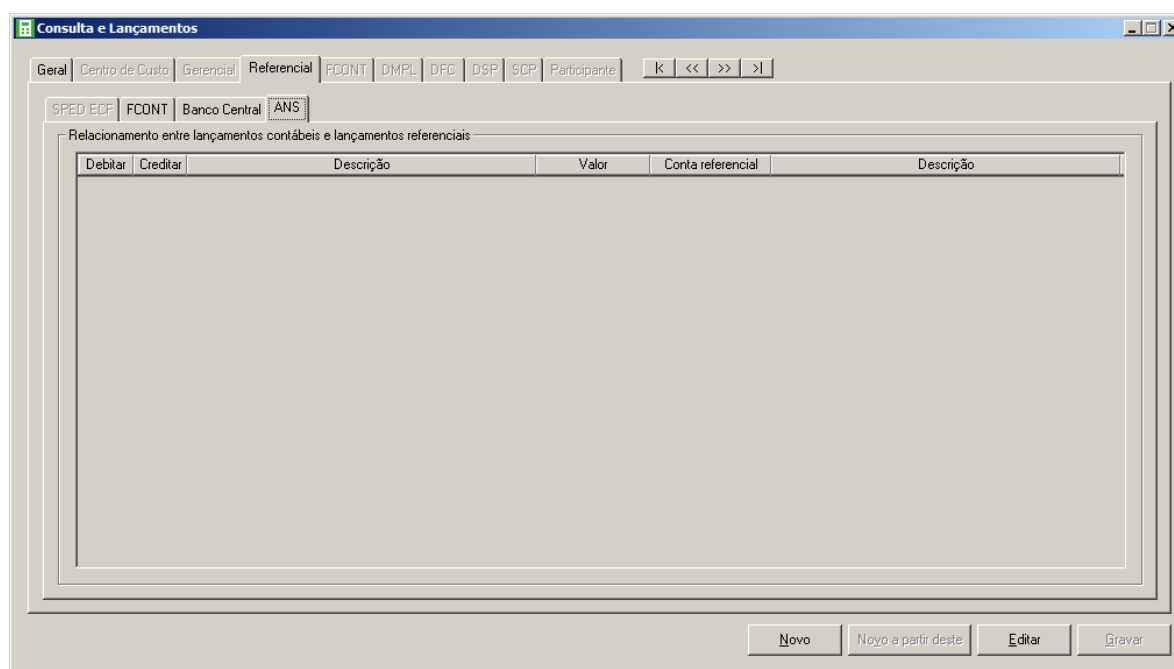 Consulta e Lançamentos
Geral Centro de Custo Gerencial Referencial FCONT DMPL DFC DSP SCP Participante |< << >> >|
SPED ECF FCONT Banco Central ANS
Relacionamento entre lançamentos contábeis e lançamentos referenciais
Debitar Creditar Descrição Valor Conta referencial Descrição
Novo Novo a partir deste Editar Gravar